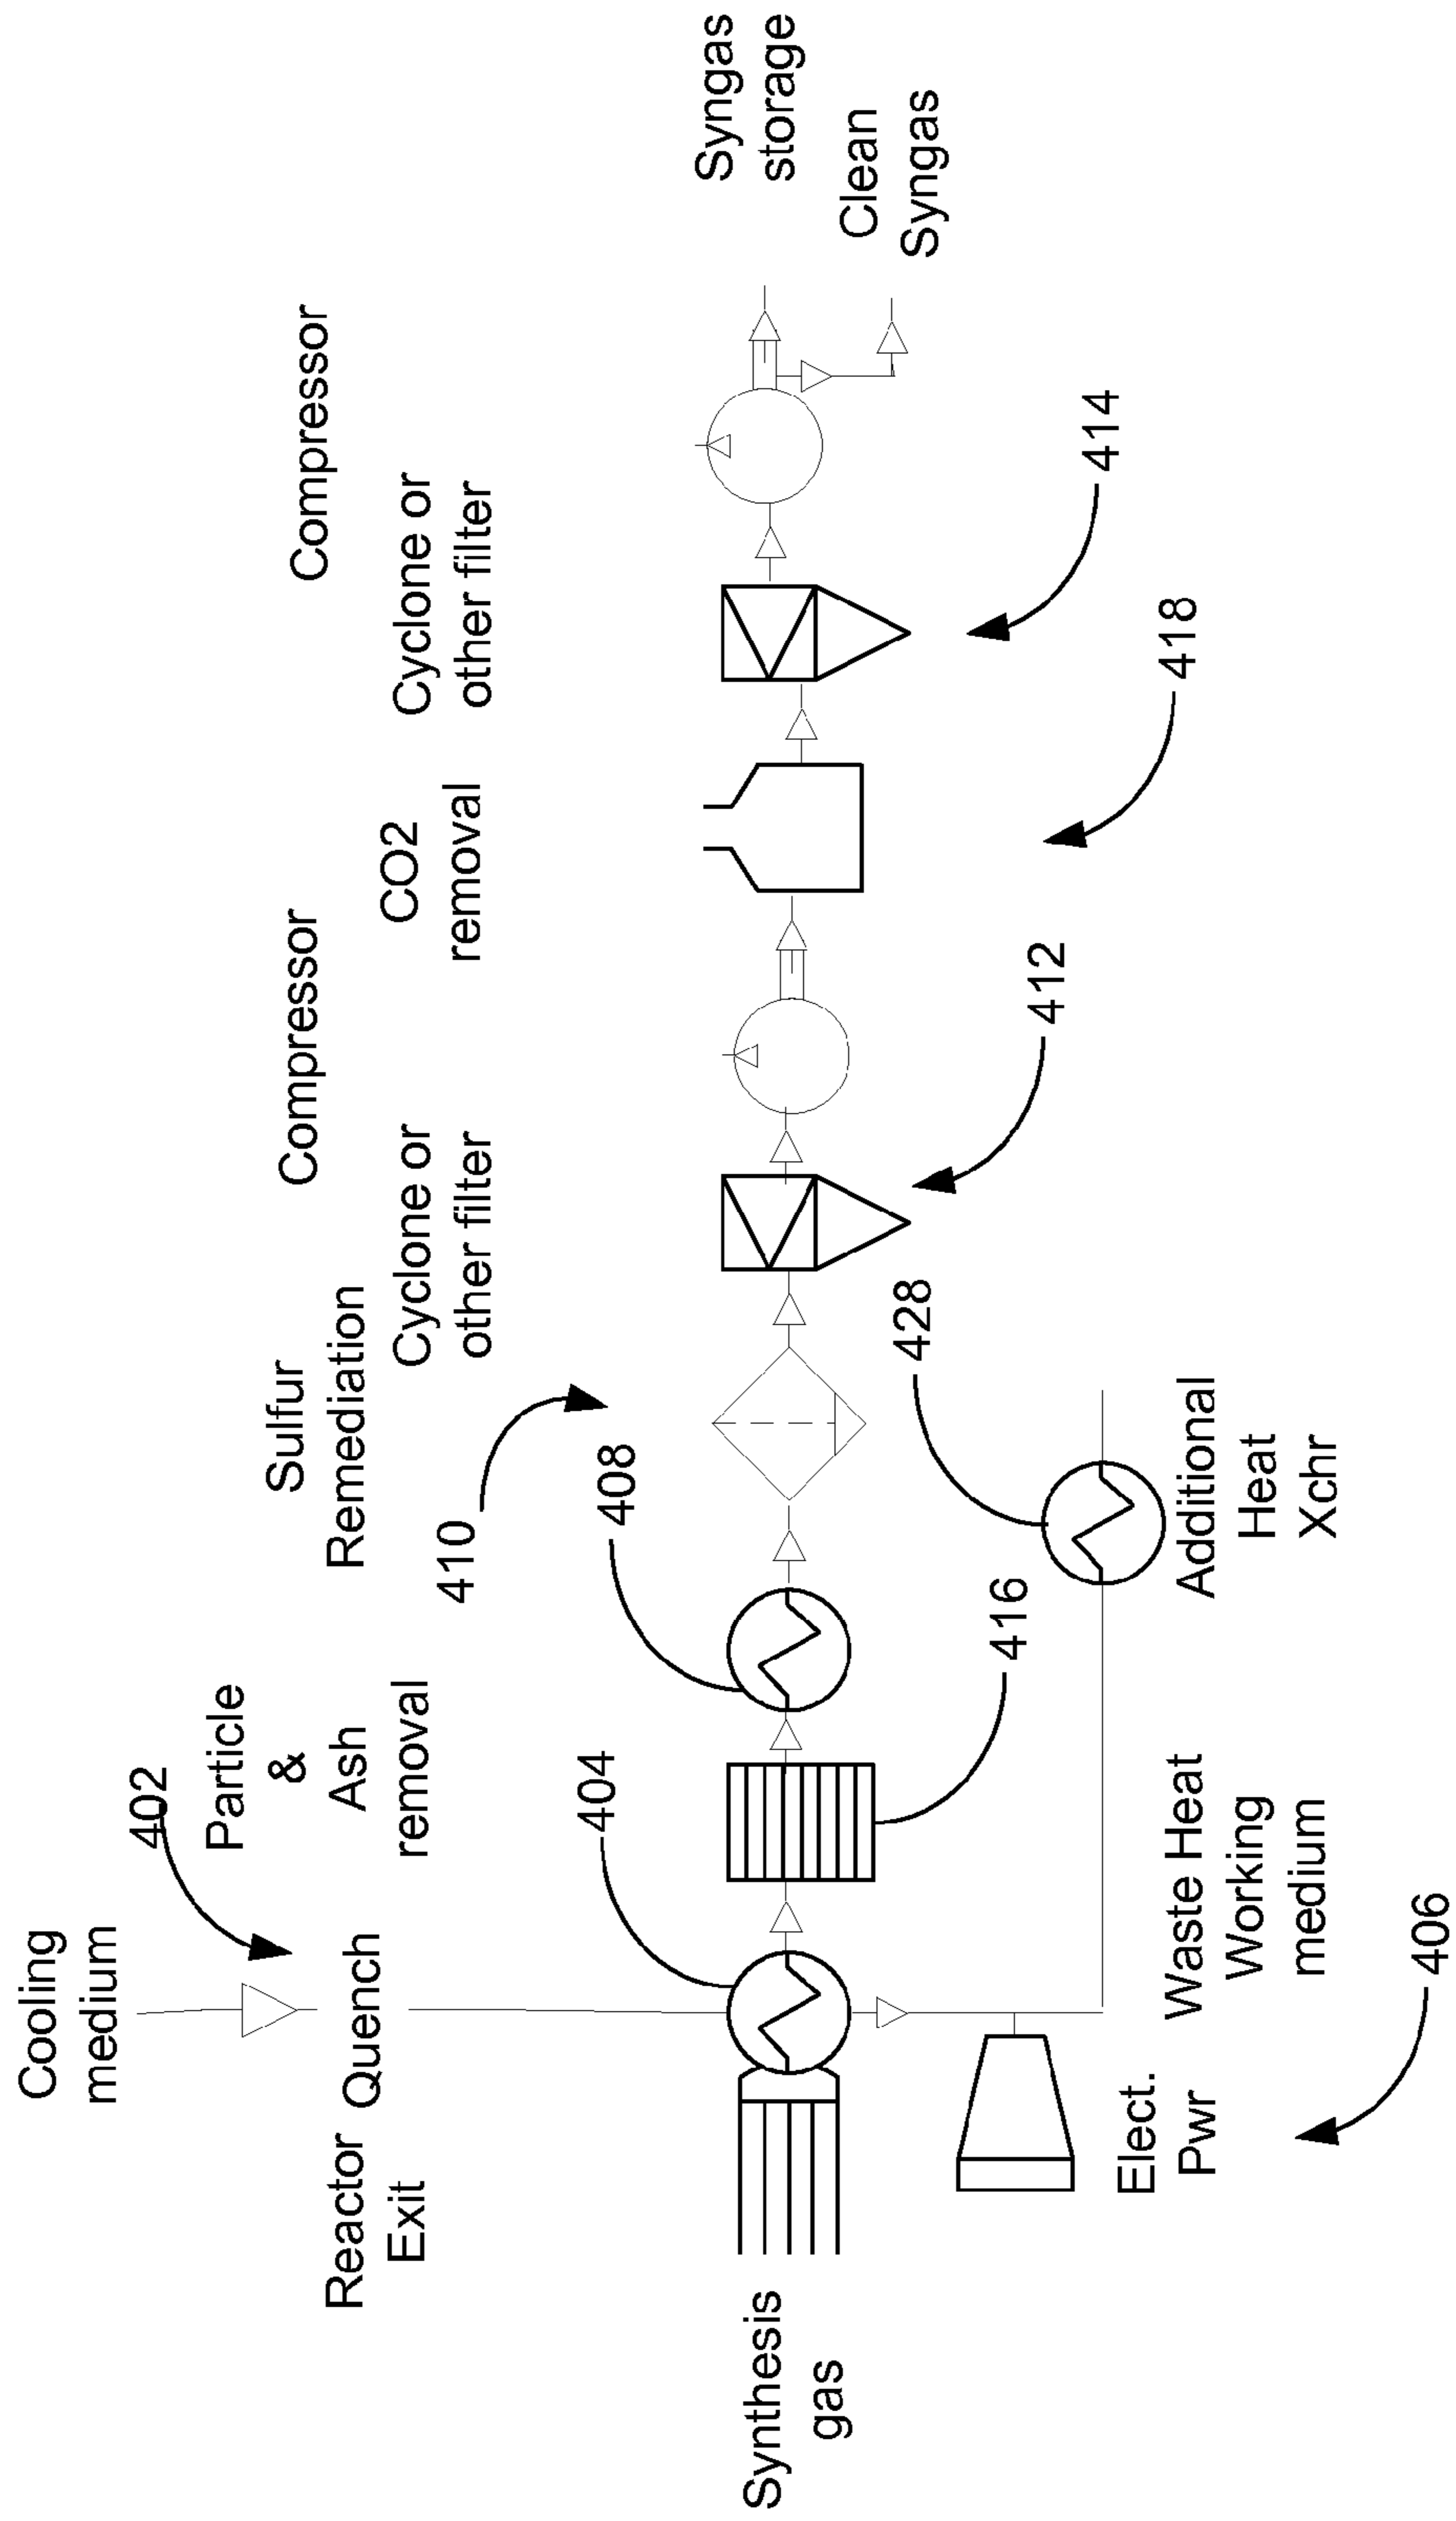 Cooling
medium
402
Reactor
Exit
Quench
Particle
&
Ash
removal
Sulfur
Remediation
Cyclone or
other filter
Compressor
CO2
removal
Cyclone or
other filter
Compressor
410
408
404
Synthesis
gas
Syngas
storage
Clean
Syngas
416
428
412
418
414
Elect.
Pwr
Waste Heat
Working
medium
Additional
Heat
Xchr
406